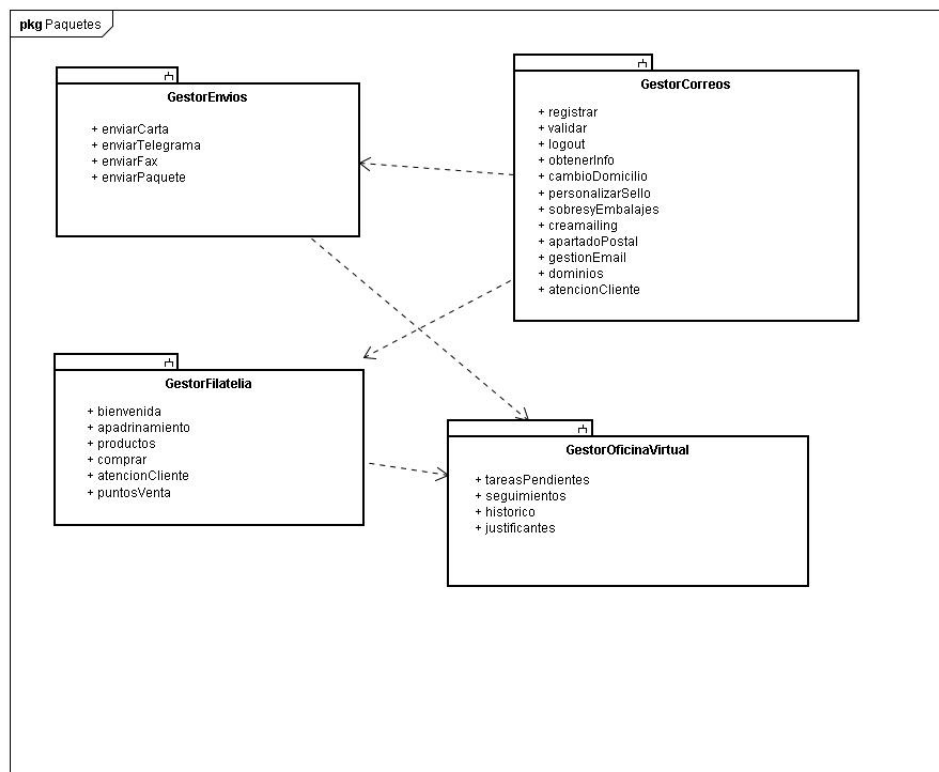 pkg Paquetes
GestorEnvios
+ enviarCarta
+ enviarTelegrama
+ enviarFax
+ enviarPaquete
GestorCorreos
+ registrar
+ validar
+ logout
+ obtenerInfo
+ cambioDomicilio
+ personalizarSello
+ sobresyEmbalajes
+ creamailing
+ apartadoPostal
+ gestionEmail
+ dominios
+ atencionCliente
GestorFilatelia
+ bienvenida
+ apadrinamiento
+ productos
+ comprar
+ atencionCliente
+ puntosVenta
GestorOficinaVirtual
+ tareasPendientes
+ seguimientos
+ historico
+ justificantes